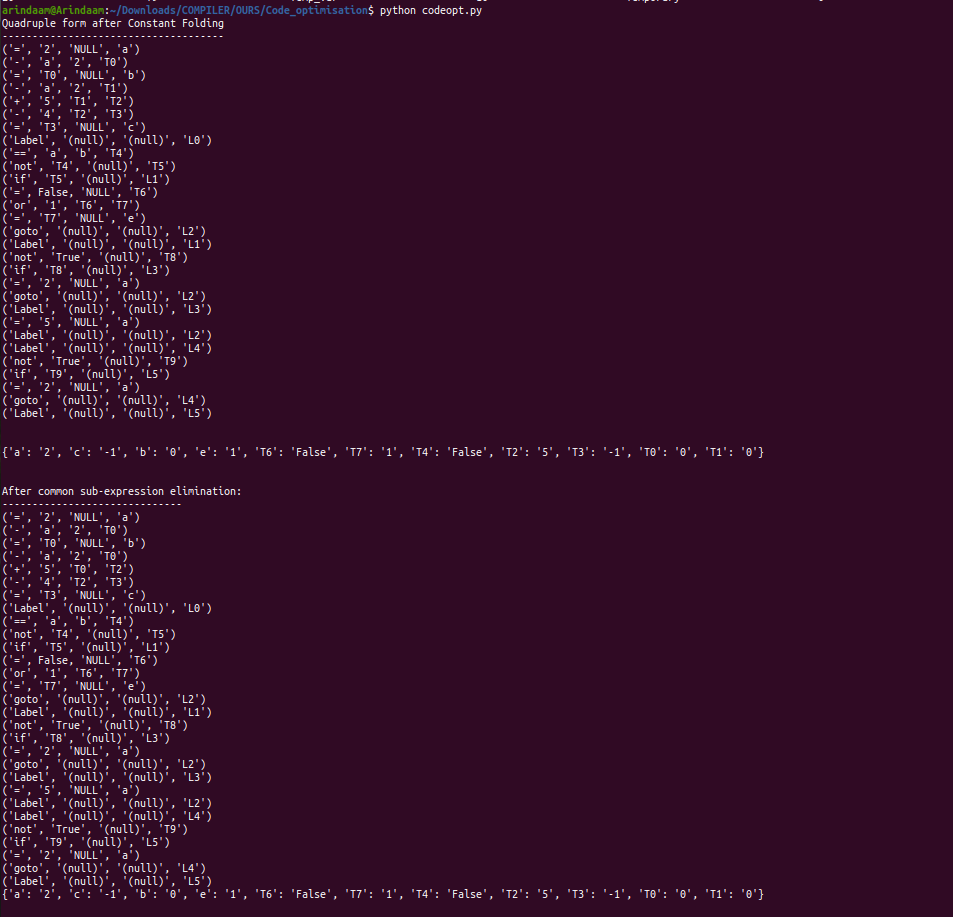 arindaam@Arindaam:~/Downloads/COMPILER/OURS/Code_optimisation$ python codeopt.py
Quadruple form after Constant Folding
-------------------------------------
('=', '2', 'NULL', 'a')
('-', 'a', '2', 'T0')
('=', 'T0', 'NULL', 'b')
('-', 'a', '2', 'T1')
('+', '5', 'T1', 'T2')
('-', '4', 'T2', 'T3')
('=', 'T3', 'NULL', 'c')
('Label', '(null)', '(null)', 'L0')
('==', 'a', 'b', 'T4')
('not', 'T4', '(null)', 'T5')
('if', 'T5', '(null)', 'L1')
('=', False, 'NULL', 'T6')
('or', '1', 'T6', 'T7')
('=', 'T7', 'NULL', 'e')
('goto', '(null)', '(null)', 'L2')
('Label', '(null)', '(null)', 'L1')
('not', 'True', '(null)', 'T8')
('if', 'T8', '(null)', 'L3')
('=', '2', 'NULL', 'a')
('goto', '(null)', '(null)', 'L2')
('Label', '(null)', '(null)', 'L3')
('=', '5', 'NULL', 'a')
('Label', '(null)', '(null)', 'L2')
('Label', '(null)', '(null)', 'L4')
('not', 'True', '(null)', 'T9')
('if', 'T9', '(null)', 'L5')
('=', '2', 'NULL', 'a')
('goto', '(null)', '(null)', 'L4')
('Label', '(null)', '(null)', 'L5')
{'a': '2', 'c': '-1', 'b': '0', 'e': '1', 'T6': 'False', 'T7': '1', 'T4': 'False', 'T2': '5', 'T3': '-1', 'T0': '0', 'T1': '0'}
After common sub-expression elimination:
------------------------------
('=', '2', 'NULL', 'a')
('-', 'a', '2', 'T0')
('=', 'T0', 'NULL', 'b')
('-', 'a', '2', 'T0')
('+', '5', 'T0', 'T2')
('-', '4', 'T2', 'T3')
('=', 'T3', 'NULL', 'c')
('Label', '(null)', '(null)', 'L0')
('==', 'a', 'b', 'T4')
('not', 'T4', '(null)', 'T5')
('if', 'T5', '(null)', 'L1')
('=', False, 'NULL', 'T6')
('or', '1', 'T6', 'T7')
('=', 'T7', 'NULL', 'e')
('goto', '(null)', '(null)', 'L2')
('Label', '(null)', '(null)', 'L1')
('not', 'True', '(null)', 'T8')
('if', 'T8', '(null)', 'L3')
('=', '2', 'NULL', 'a')
('goto', '(null)', '(null)', 'L2')
('Label', '(null)', '(null)', 'L3')
('=', '5', 'NULL', 'a')
('Label', '(null)', '(null)', 'L2')
('Label', '(null)', '(null)', 'L4')
('not', 'True', '(null)', 'T9')
('if', 'T9', '(null)', 'L5')
('=', '2', 'NULL', 'a')
('goto', '(null)', '(null)', 'L4')
('Label', '(null)', '(null)', 'L5')
{'a': '2', 'c': '-1', 'b': '0', 'e': '1', 'T6': 'False', 'T7': '1', 'T4': 'False', 'T2': '5', 'T3': '-1', 'T0': '0', 'T1': '0'}